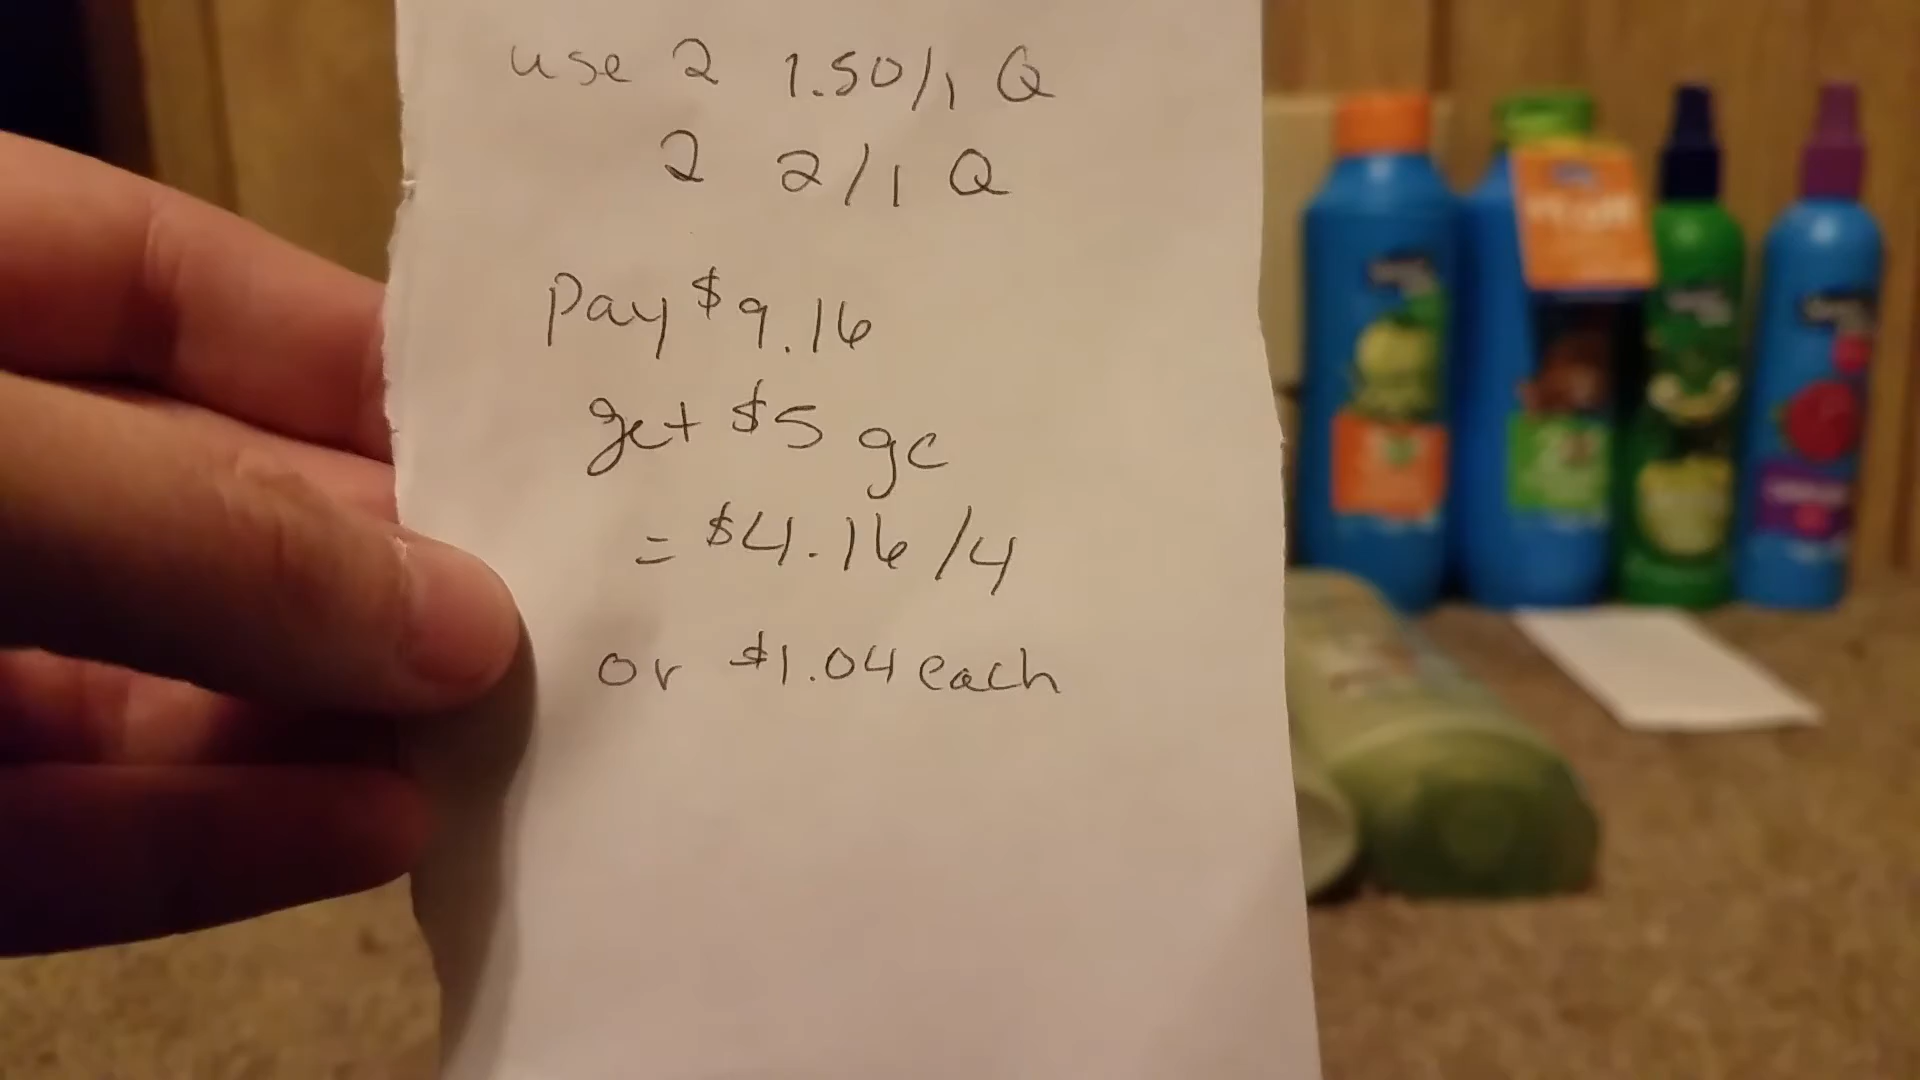 use 2 1.50/1 Q
2 2/1 Q
Pay $9.16
get $5 gc
= $4.16/4
or $1.04 each